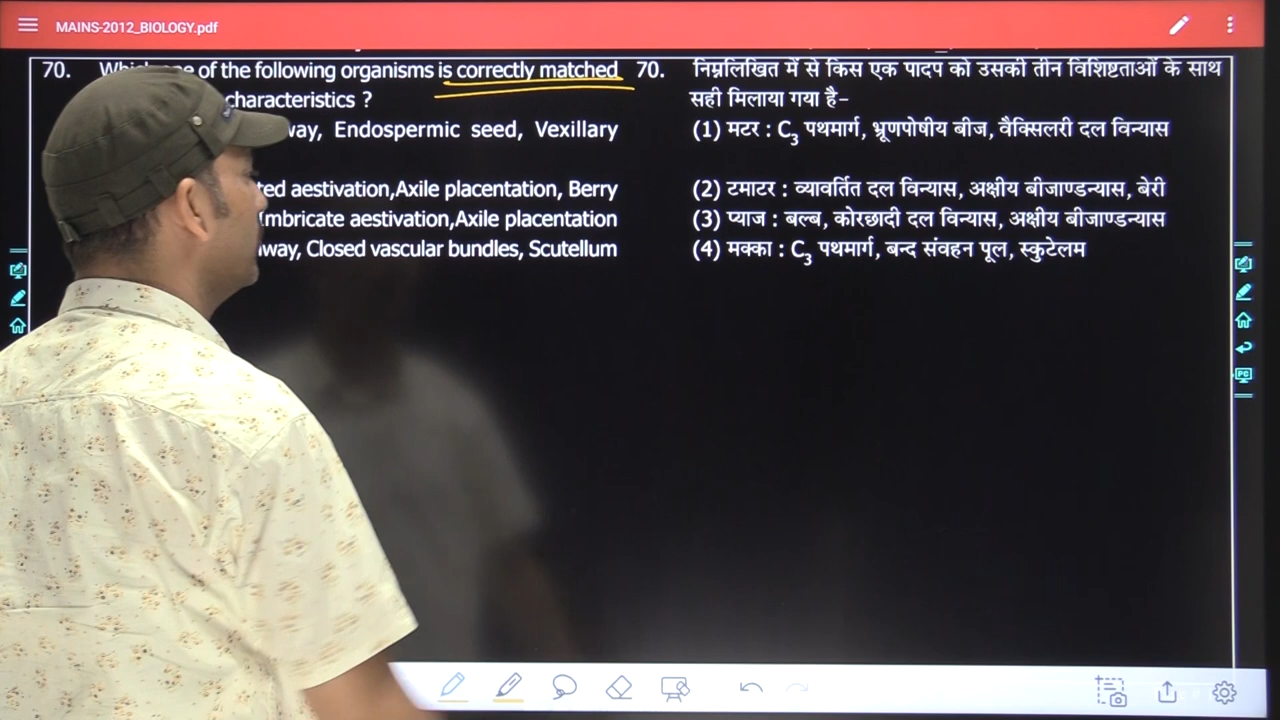 MAINS-2012_BIOLOGY.pdf
70. of the following organisms is correctly matched
characteristics ?
Endospermic seed, Vexillary
aestivation,Axile placentation, Berry
Imbricate aestivation,Axile placentation
Closed vascular bundles, Scutellum
70. निम्नलिखित में से किस एक पादप को उसकी तीन विशिष्टताओं के साथ
सही मिलाया गया है–
(1) मटर : C3 पथमार्ग, भ्रूणपोषीय बीज, वैक्सिलरी दल विन्यास
(2) टमाटर : व्यावर्तित दल विन्यास, अक्षीय बीजाण्डन्यास, बेरी
(3) प्याज : बल्ब, कोरछादी दल विन्यास, अक्षीय बीजाण्डन्यास
(4) मक्का : C3 पथमार्ग, बन्द संवहन पूल, स्कुटेलम